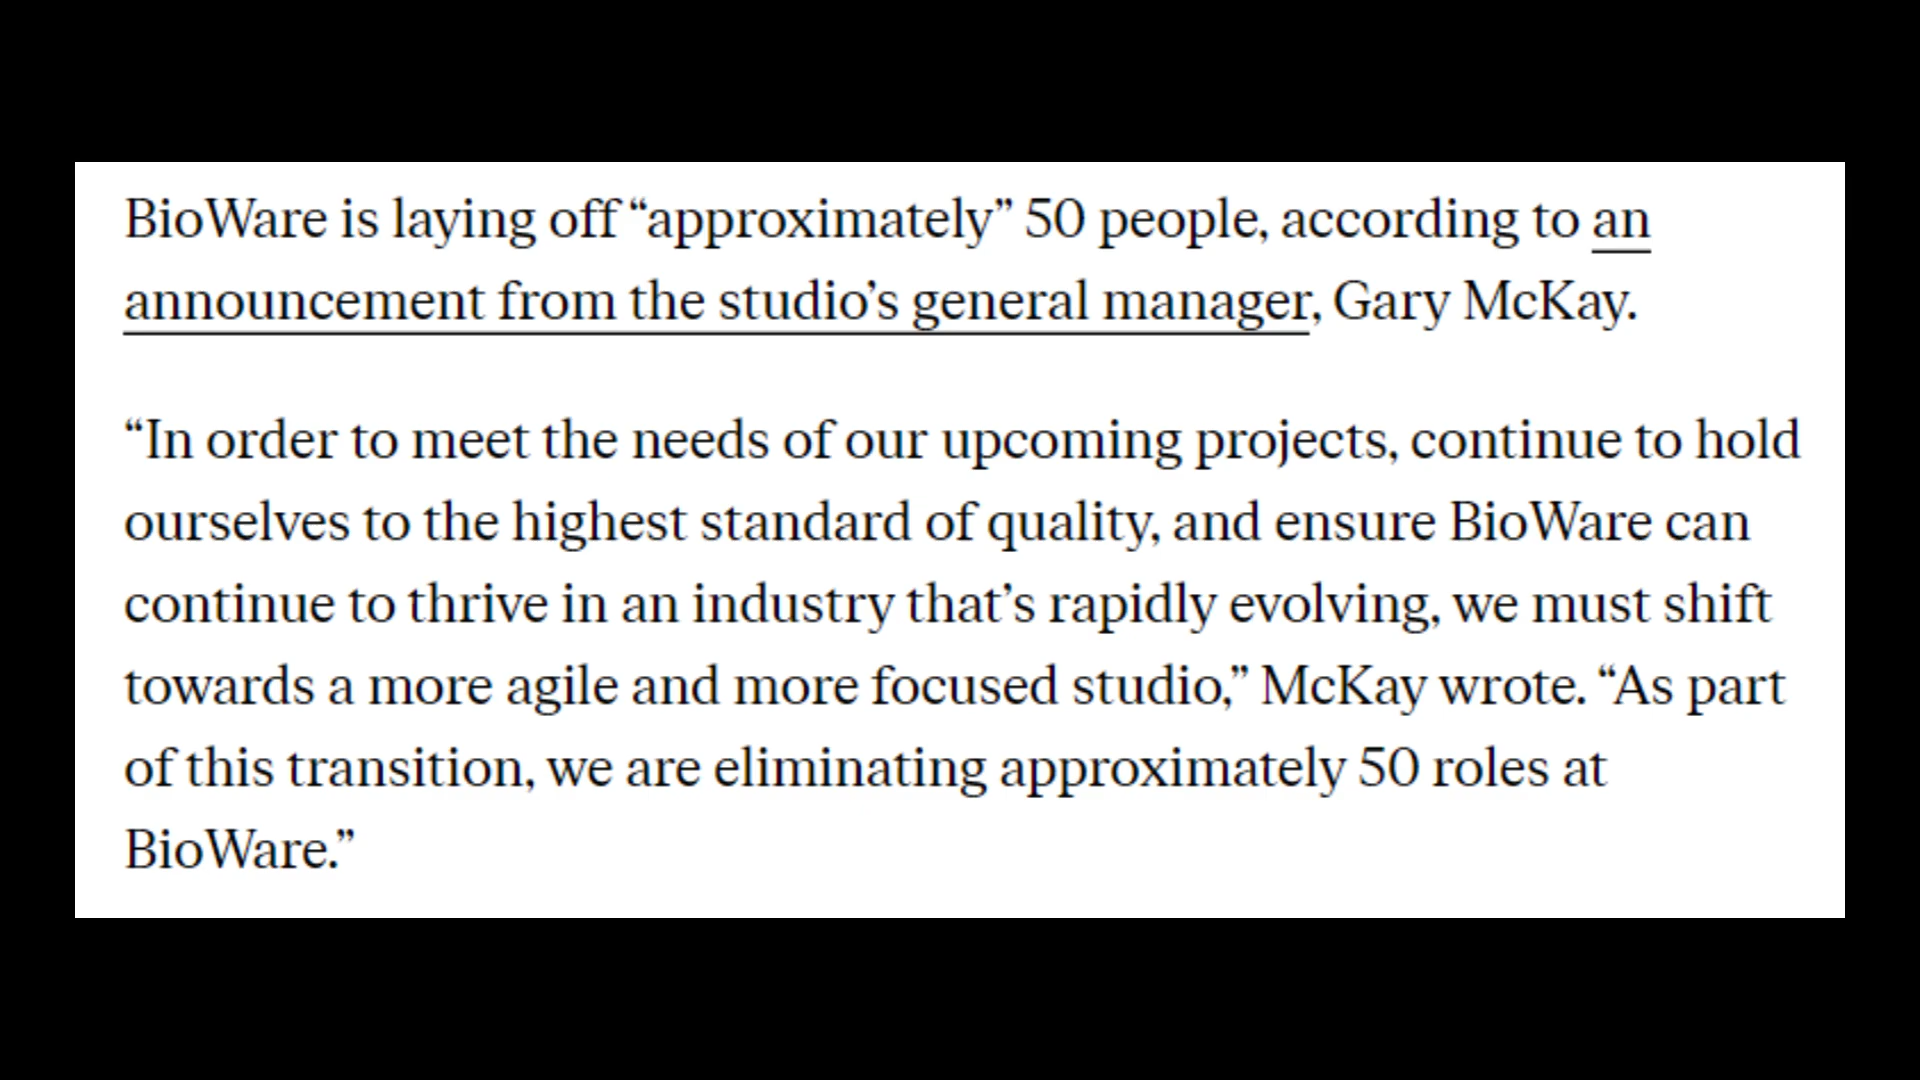 BioWare is laying off “approximately” 50 people, according to an
announcement from the studio’s general manager, Gary McKay.
“In order to meet the needs of our upcoming projects, continue to hold
ourselves to the highest standard of quality, and ensure BioWare can
continue to thrive in an industry that’s rapidly evolving, we must shift
towards a more agile and more focused studio,” McKay wrote. “As part
of this transition, we are eliminating approximately 50 roles at
BioWare.”